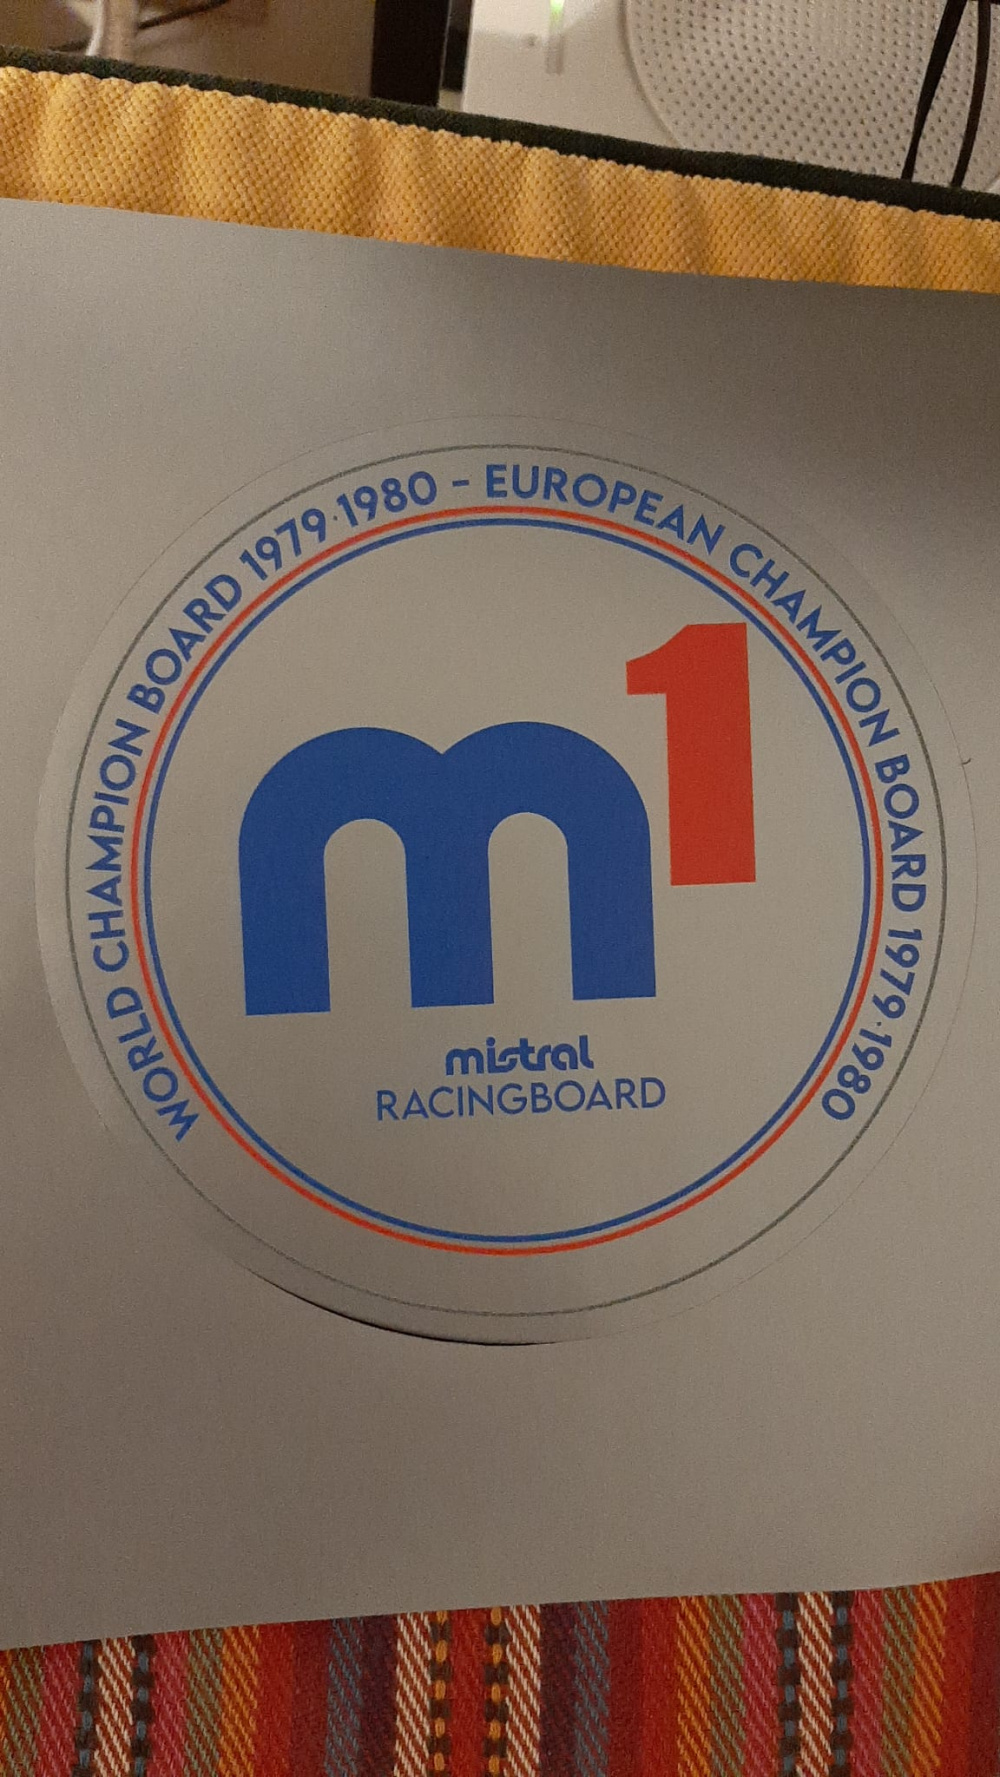 WORLD CHAMPION BOARD 1979·1980 – EUROPEAN CHAMPION BOARD 1979·1980
m1
mistral
RACINGBOARD